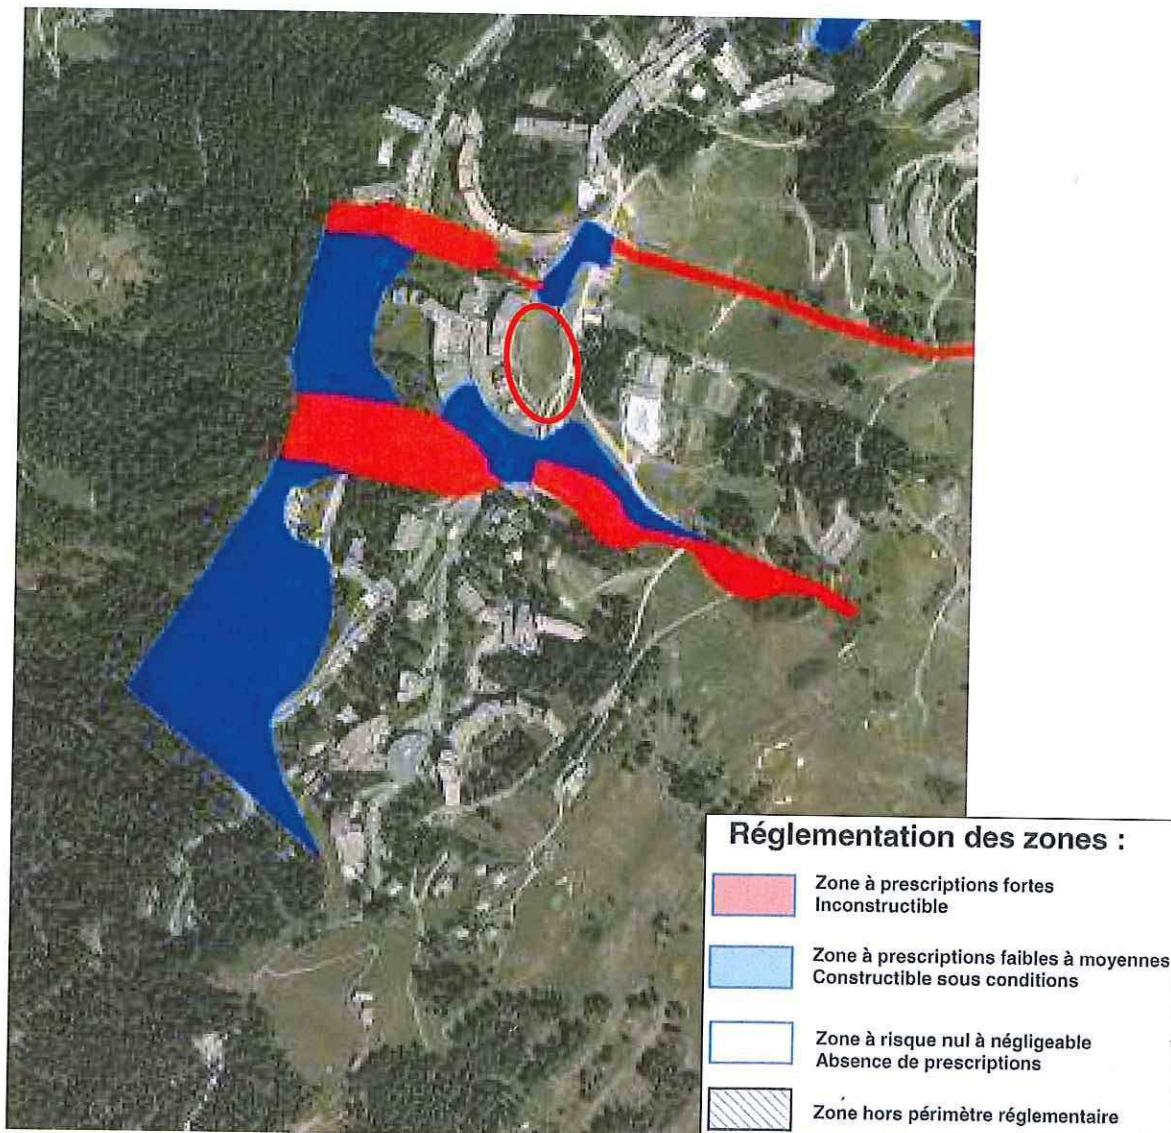 Réglementation des zones :
Zone à prescriptions fortes
Inconstructible
Zone à prescriptions faibles à moyennes
Constructible sous conditions
Zone à risque nul à négligeable
Absence de prescriptions
Zone hors périmètre réglementaire